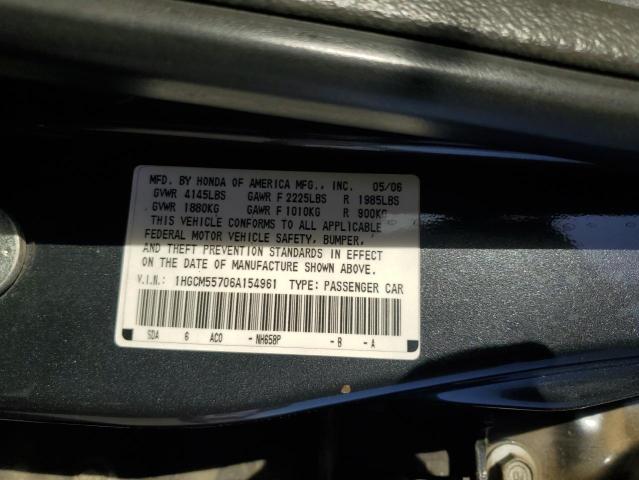 MFD. BY HONDA OF AMERICA MFG., INC. 05/06
GVWR 4145LBS GAWR F 2225LBS R 1985LBS
GVWR 1880KG GAWR F 1010KG R 900KG
THIS VEHICLE CONFORMS TO ALL APPLICABLE
FEDERAL MOTOR VEHICLE SAFETY, BUMPER,
AND THEFT PREVENTION STANDARDS IN EFFECT
ON THE DATE OF MANUFACTURE SHOWN ABOVE.
V.I.N.: 1HGCM55706A154961 TYPE: PASSENGER CAR
SDA 6 AC0 - NH658P - B - A